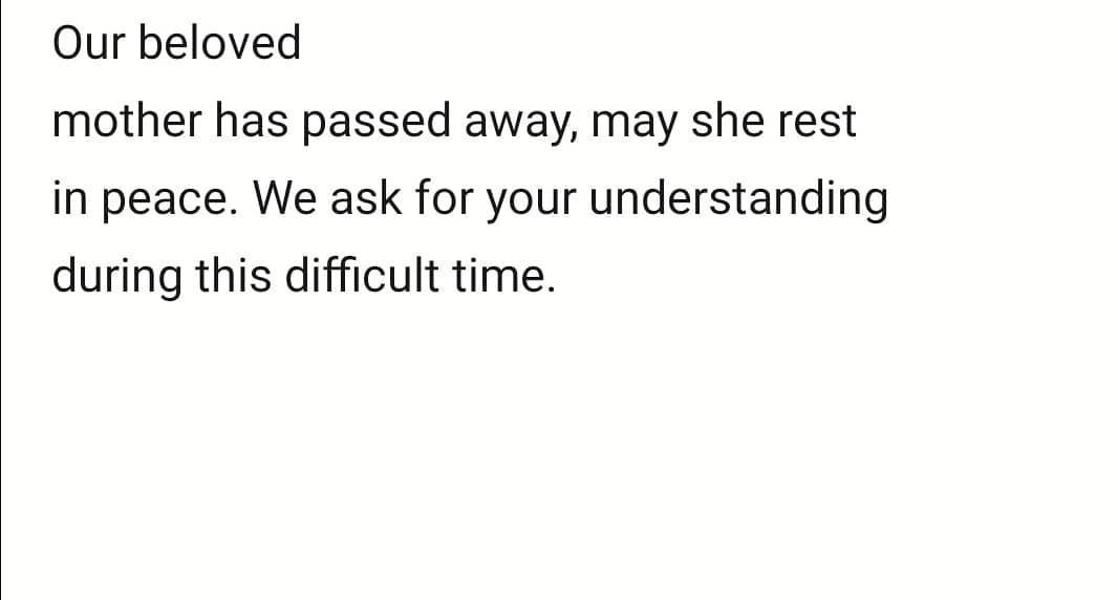 Our beloved
mother has passed away, may she rest
in peace. We ask for your understanding
during this difficult time.